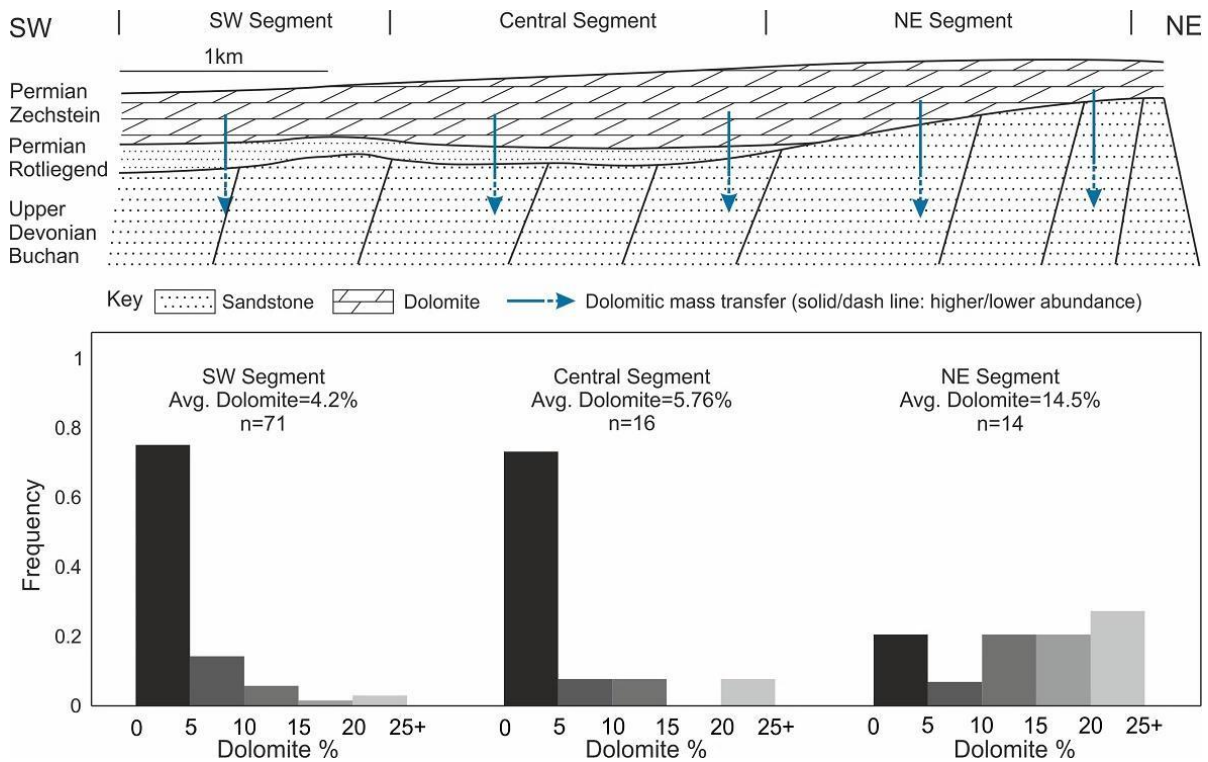 SW
SW Segment
Central Segment
NE Segment
NE
1km
Permian
Zechstein
Permian
Rotliegend
Upper
Devonian
Buchan
Key Sandstone Dolomite Dolomitic mass transfer (solid/dash line: higher/lower abundance)
SW Segment
Avg. Dolomite=4.2%
n=71
Central Segment
Avg. Dolomite=5.76%
n=16
NE Segment
Avg. Dolomite=14.5%
n=14
Frequency
1
0.8
0.6
0.4
0.2
0
0 5 10 15 20 25+
Dolomite %
0 5 10 15 20 25+
Dolomite %
0 5 10 15 20 25+
Dolomite %